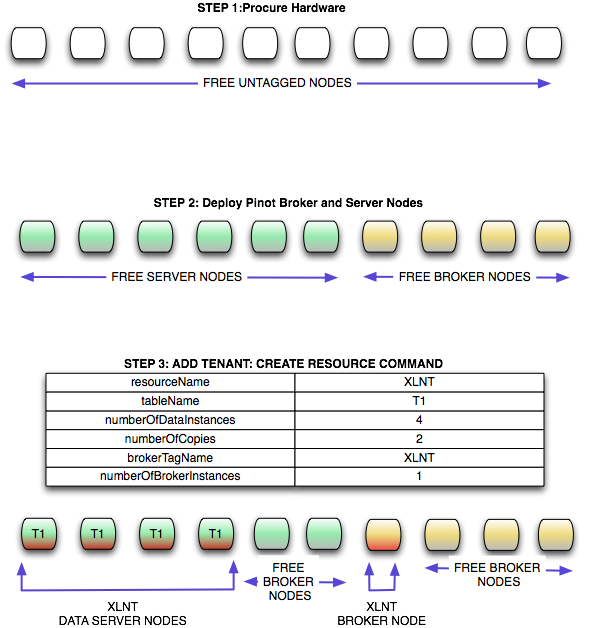 STEP 1:Procure Hardware
FREE UNTAGGED NODES
STEP 2: Deploy Pinot Broker and Server Nodes
FREE SERVER NODES
FREE BROKER NODES
STEP 3: ADD TENANT: CREATE RESOURCE COMMAND
resourceName XLNT
tableName T1
numberOfDataInstances 4
numberOfCopies 2
brokerTagName XLNT
numberOfBrokerInstances 1
T1 T1 T1 T1
XLNT
DATA SERVER NODES
FREE
BROKER
NODES
XLNT
BROKER NODE
FREE BROKER
NODES